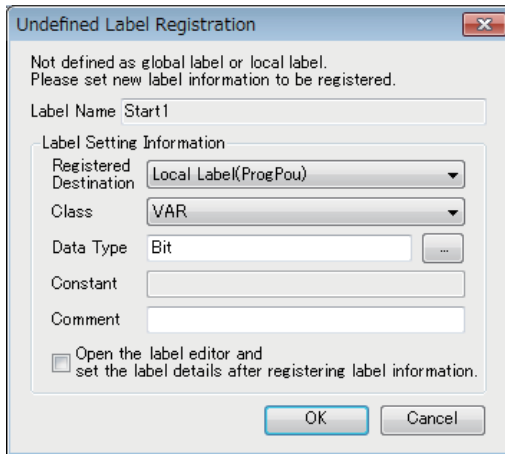 Undefined Label Registration
Not defined as global label or local label.
Please set new label information to be registered.
Label Name Start1
Label Setting Information
Registered Destination Local Label(ProgPou)
Class VAR
Data Type Bit ...
Constant
Comment
Open the label editor and
set the label details after registering label information.
OK Cancel